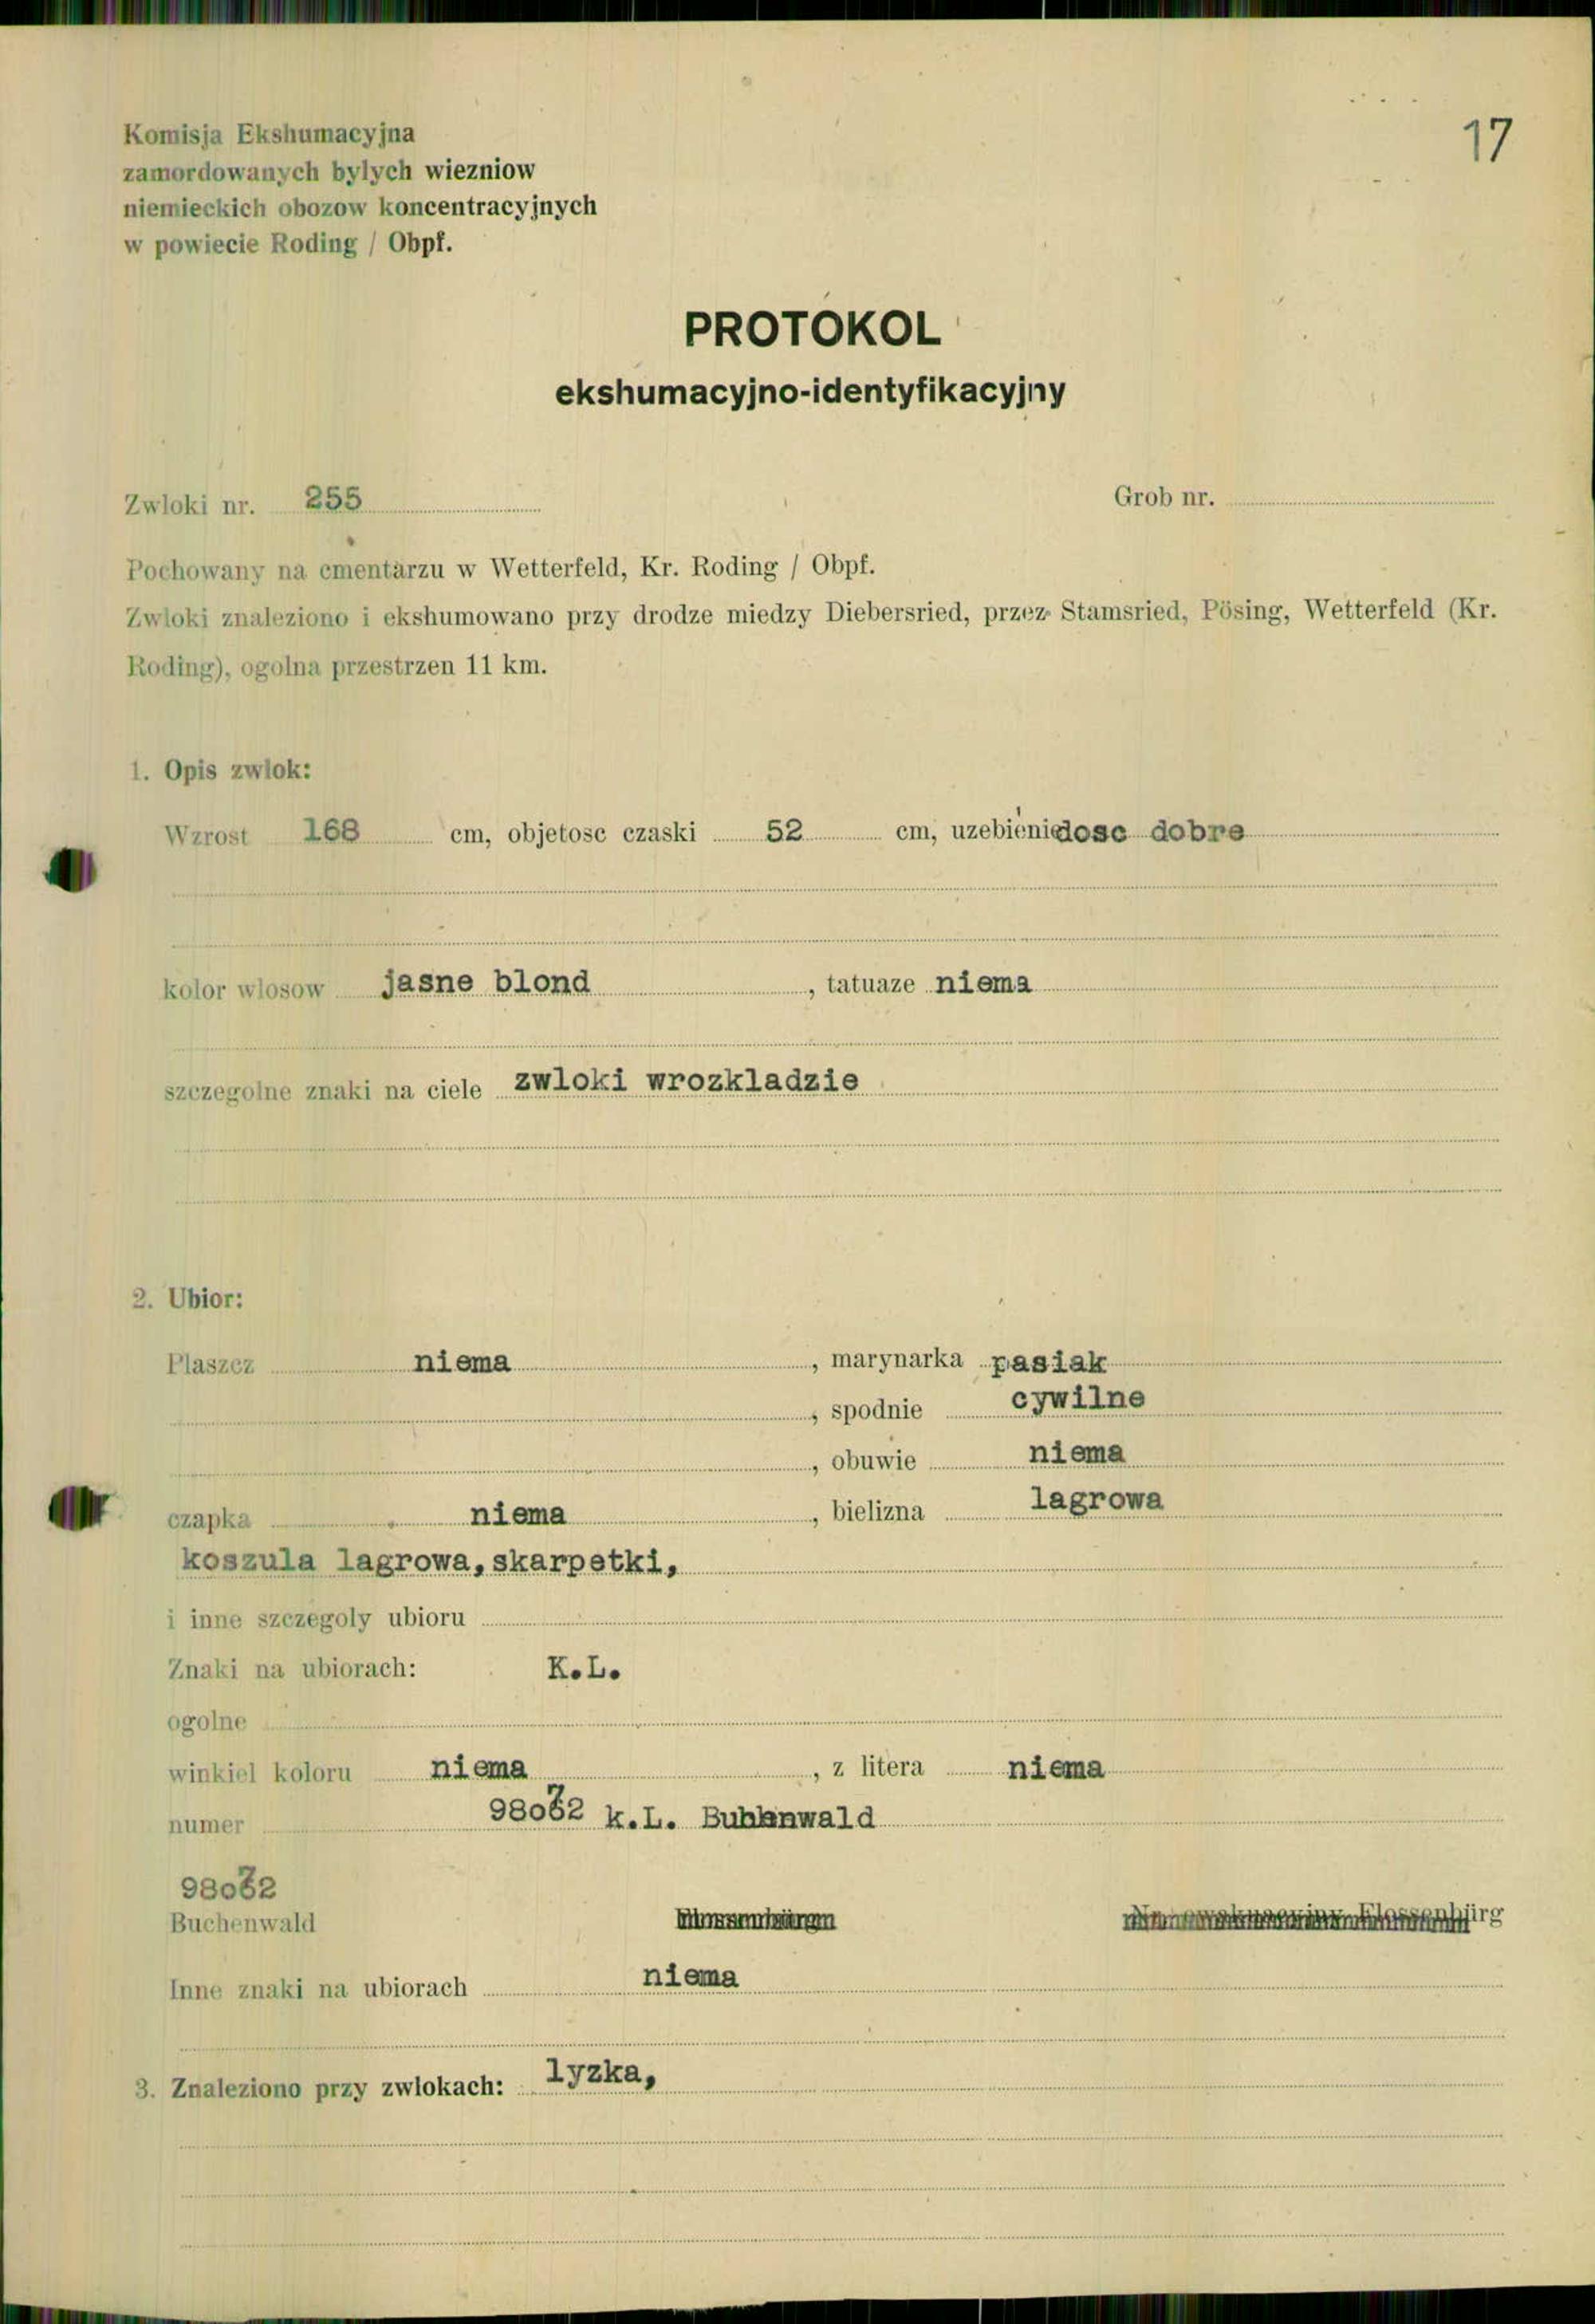 17
Komisja Ekshumacyjna
zamordowanych bylych wiezniow
niemieckich obozow koncentracyjnych
w powiecie Roding / Obpf.
PROTOKOL
ekshumacyjno-identyfikacyjny
Zwloki nr. 255 Grob nr.
Pochowany na cmentarzu w Wetterfeld, Kr. Roding / Obpf.
Zwloki znaleziono i ekshumowano przy drodze miedzy Diebersried, przez Stamsried, Pösing, Wetterfeld (Kr.
Roding), ogolna przestrzen 11 km.
1. Opis zwlok:
Wzrost 168 cm, objetosc czaski 52 cm, uzebieniedosc dobre
kolor wlosow jasne blond, tatuaze niema
szczegolne znaki na ciele zwloki wrozkladzie
2. Ubior:
Plaszcz niema, marynarka pasiak
, spodnie cywilne
, obuwie niema
czapka niema, bielizna lagrowa
koszula lagrowa, skarpetki,
i inne szczegoly ubioru
Znaki na ubiorach: K.L.
ogolne
winkiel koloru niema, z litera niema
numer k.L.
Buchenwald
Inne znaki na ubiorach niema
3. Znaleziono przy zwlokach: lyzka,